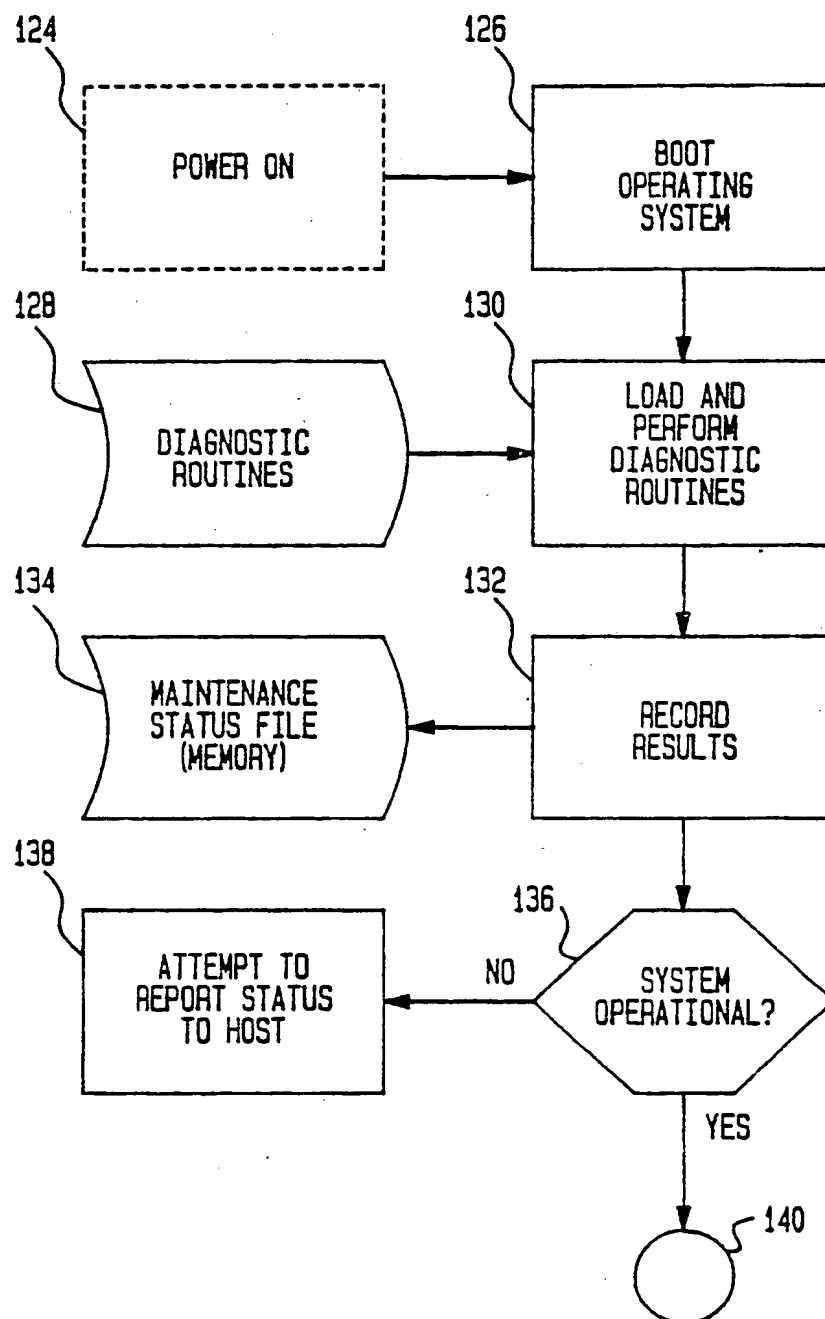 124
POWER ON
126
BOOT
OPERATING
SYSTEM
128
DIAGNOSTIC
ROUTINES
130
LOAD AND
PERFORM
DIAGNOSTIC
ROUTINES
134
MAINTENANCE
STATUS FILE
(MEMORY)
132
RECORD
RESULTS
138
ATTEMPT TO
REPORT STATUS
TO HOST
NO
136
SYSTEM
OPERATIONAL?
YES
140